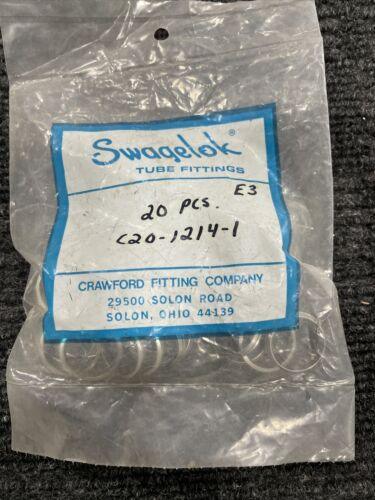 Swagelok®
TUBE FITTINGS
E3
20 PCS.
C20-1214-1
CRAWFORD FITTING COMPANY
29500 SOLON ROAD
SOLON, OHIO 44139